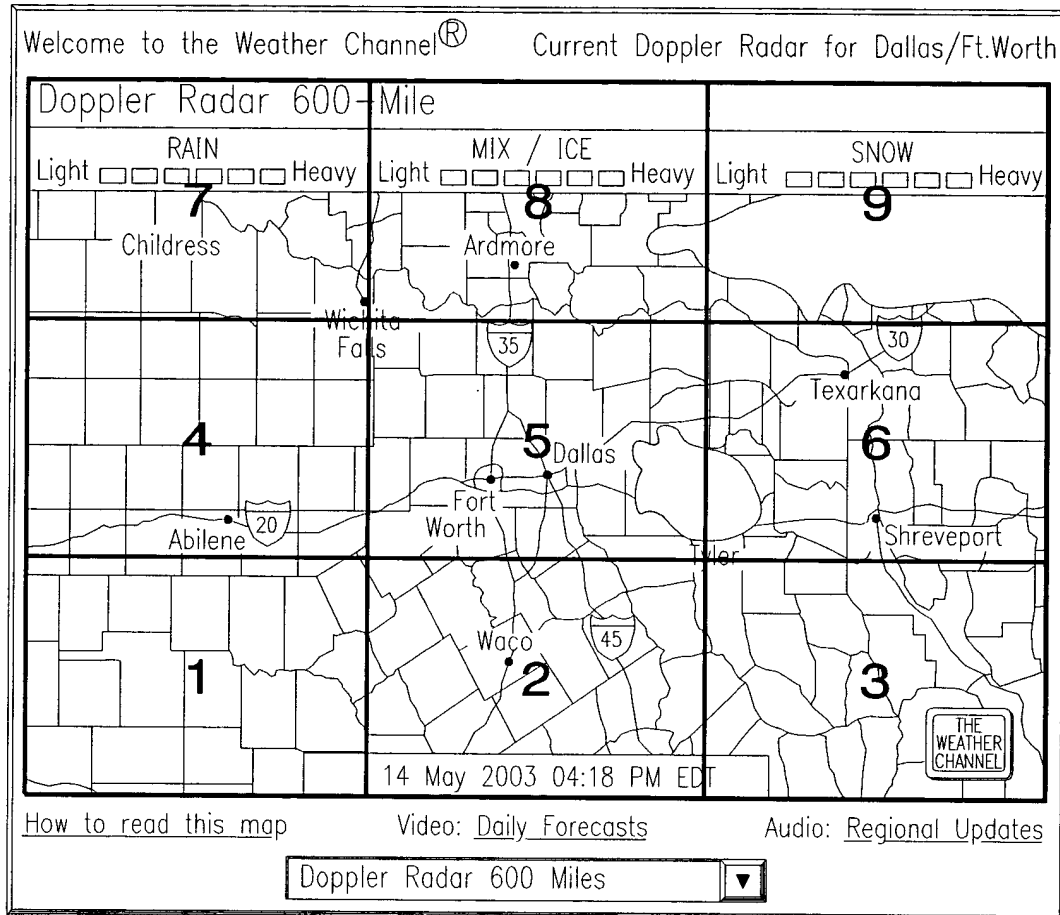 Welcome to the Weather Channel® Current Doppler Radar for Dallas/Ft.Worth
Doppler Radar 600-Mile
RAIN MIX / ICE SNOW
Light Heavy Light Heavy Light Heavy
7 8 9
Childress Ardmore
Wichita
Falls
35 30
Texarkana
4 5 6
Dallas
Fort
Worth
20
Abilene Shreveport
Tyler
Waco 45
1 2 3
THE
WEATHER
CHANNEL
14 May 2003 04:18 PM EDT
How to read this map Video: Daily Forecasts Audio: Regional Updates
Doppler Radar 600 Miles